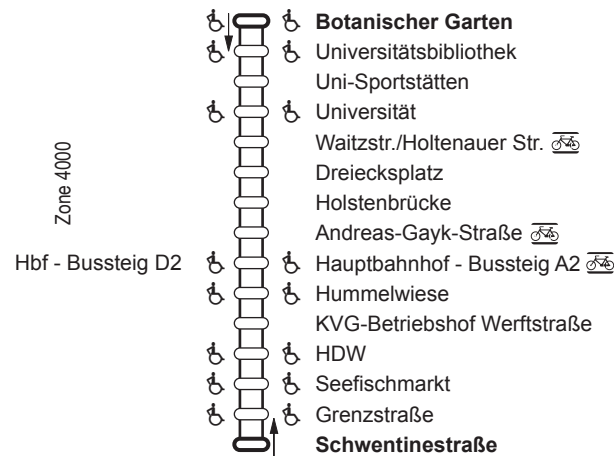 Botanischer Garten
Universitätsbibliothek
Uni-Sportstätten
Universität
Waitzstr./Holtenauer Str.
Dreiecksplatz
Holstenbrücke
Andreas-Gayk-Straße
Zone 4000
Hbf - Bussteig D2
Hauptbahnhof - Bussteig A2
Hummelwiese
KVG-Betriebshof Werftstraße
HDW
Seefischmarkt
Grenzstraße
Schwentinestraße